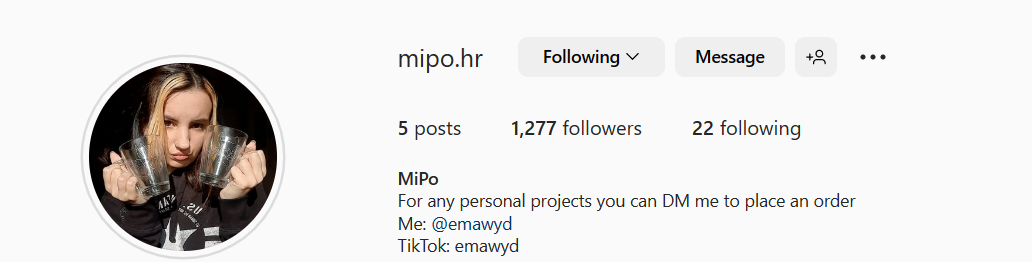 mipo.hr Following Message
5 posts 1,277 followers 22 following
MiPo
For any personal projects you can DM me to place an order
Me: @emawyd
TikTok: emawyd